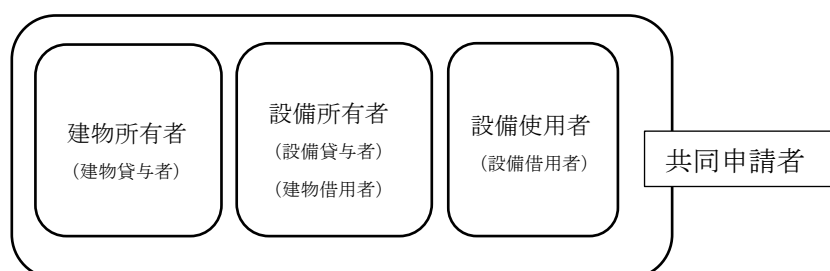 建物所有者
(建物貸与者)
設備所有者
(設備貸与者)
(建物借用者)
設備使用者
(設備借用者)
共同申請者